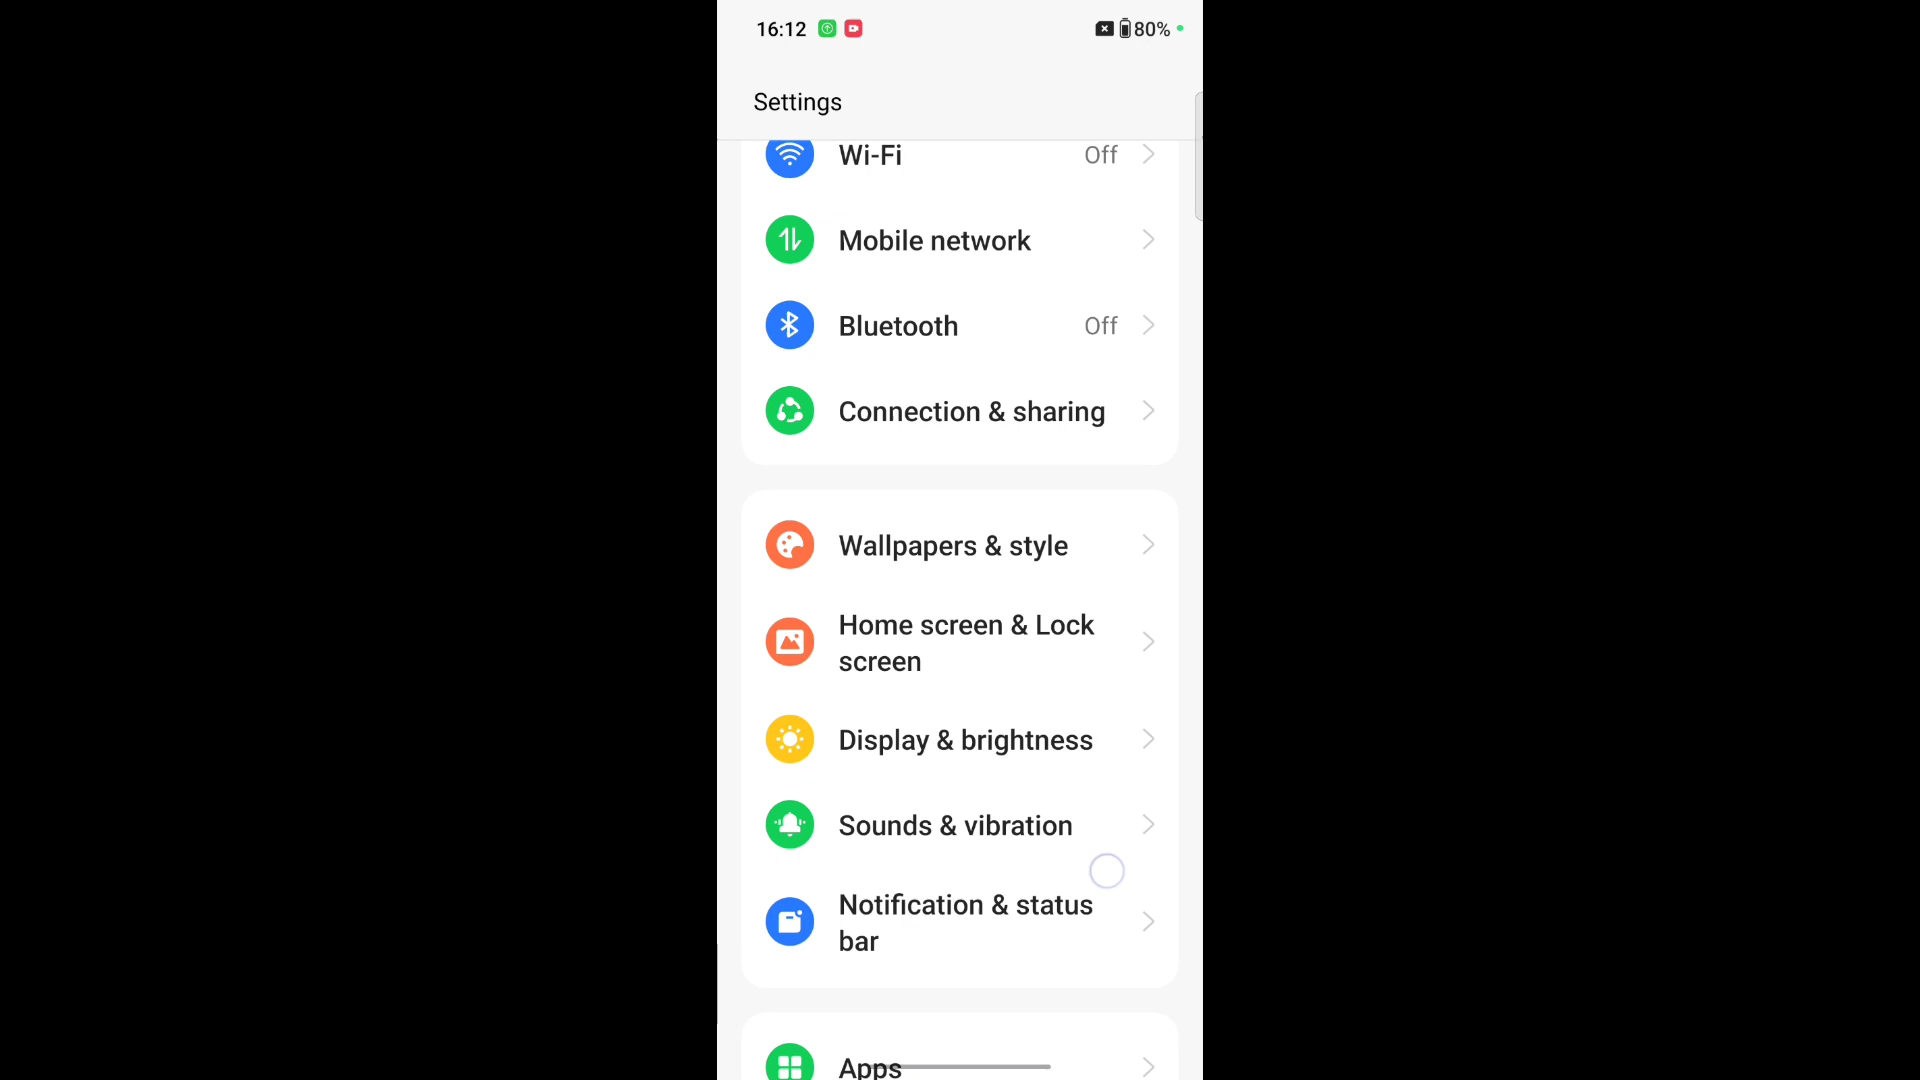 16:12
80%
Settings
Wi-Fi Off
Mobile network
Bluetooth Off
Connection & sharing
Wallpapers & style
Home screen & Lock
screen
Display & brightness
Sounds & vibration
Notification & status
bar
Apps